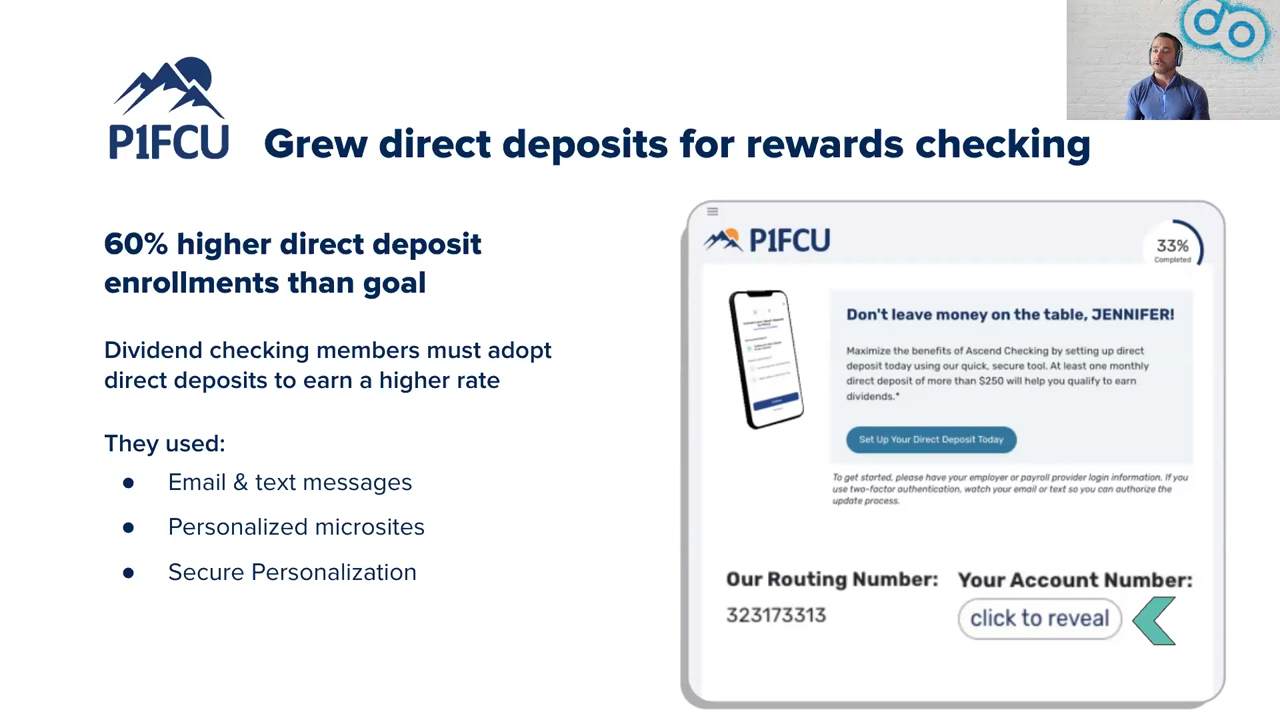 do
P1FCU
Grew direct deposits for rewards checking
60% higher direct deposit
enrollments than goal
Dividend checking members must adopt
direct deposits to earn a higher rate
They used:
● Email & text messages
● Personalized microsites
● Secure Personalization
P1FCU
33%
Completed
Don't leave money on the table, JENNIFER!
Maximize the benefits of Ascend Checking by setting up direct
deposit today using our quick, secure tool. At least one monthly
direct deposit of more than $250 will help you qualify to earn
dividends.*
Set Up Your Direct Deposit Today
To get started, please have your employer or payroll provider login information. If you
use two-factor authentication, watch your email or text so you can authorize the
update process.
Our Routing Number:
323173313
Your Account Number:
click to reveal